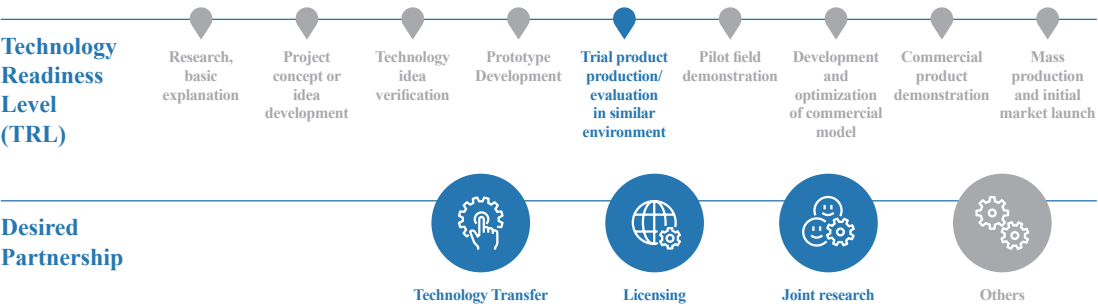 Technology
Readiness
Level
(TRL)
Research,
basic
explanation
Project
concept or
idea
development
Technology
idea
verification
Prototype
Development
Trial product
production/
evaluation
in similar
environment
Pilot field
demonstration
Development
and
optimization
of commercial
model
Commercial
product
demonstration
Mass
production
and initial
market launch
Desired
Partnership
Technology Transfer
Licensing
Joint research
Others